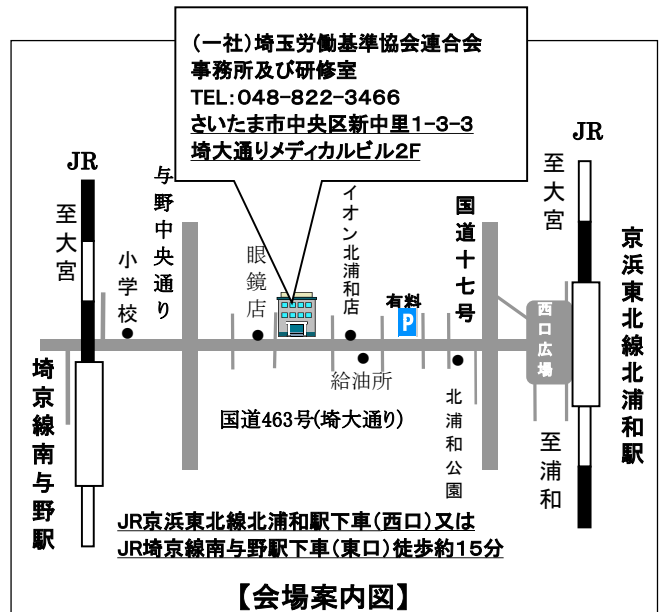 (一社)埼玉労働基準協会連合会
事務所及び研修室
TEL:048-822-3466
さいたま市中央区新中里1-3-3
埼大通りメディカルビル2F
JR
至大宮
埼京線南与野駅
小学校
与野中央通り
眼鏡店
イオン北浦和店
給油所
有料
P
国道十七号
北浦和公園
国道463号(埼大通り)
JR
至大宮
西口広場
至浦和
京浜東北線北浦和駅
JR京浜東北線北浦和駅下車(西口)又は
JR埼京線南与野駅下車(東口)徒歩約15分
【会場案内図】